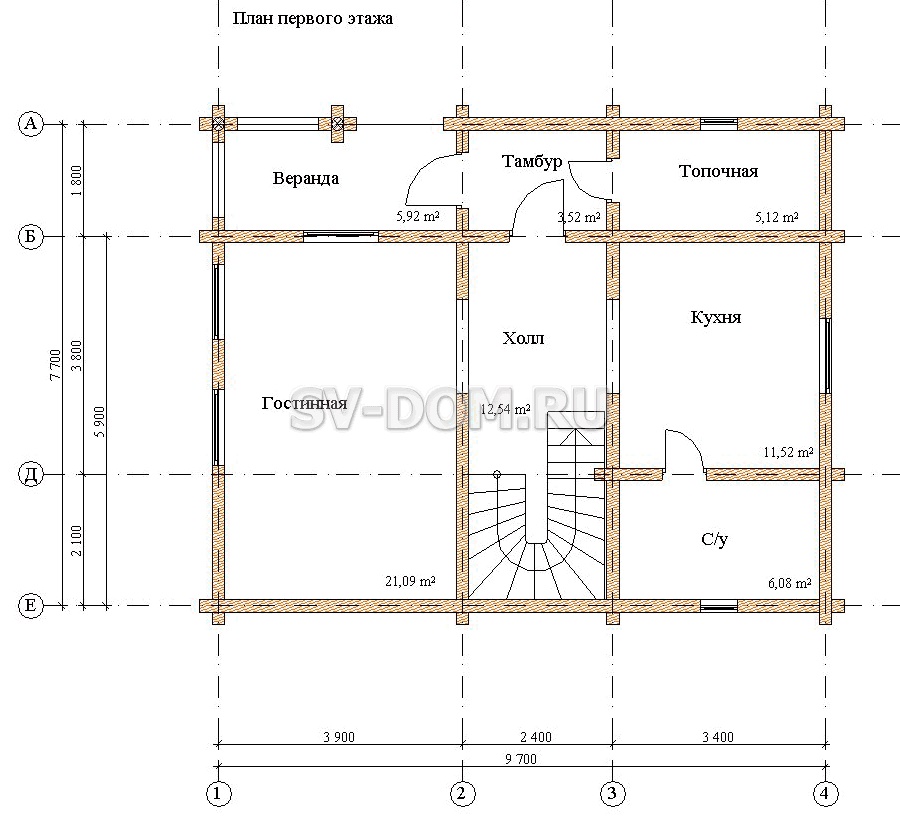 План первого этажа
А
Тамбур
Топочная
Веранда
1 800
5,92 m²
3,52 m²
5,12 m²
Б
Кухня
Холл
3 800
7 700
5 900
Гостинная
SV-DOM.RU
12,54 m²
11,52 m²
Д
С/у
2 100
21,09 m²
6,08 m²
Е
3 900
2 400
3 400
9 700
1
2
3
4